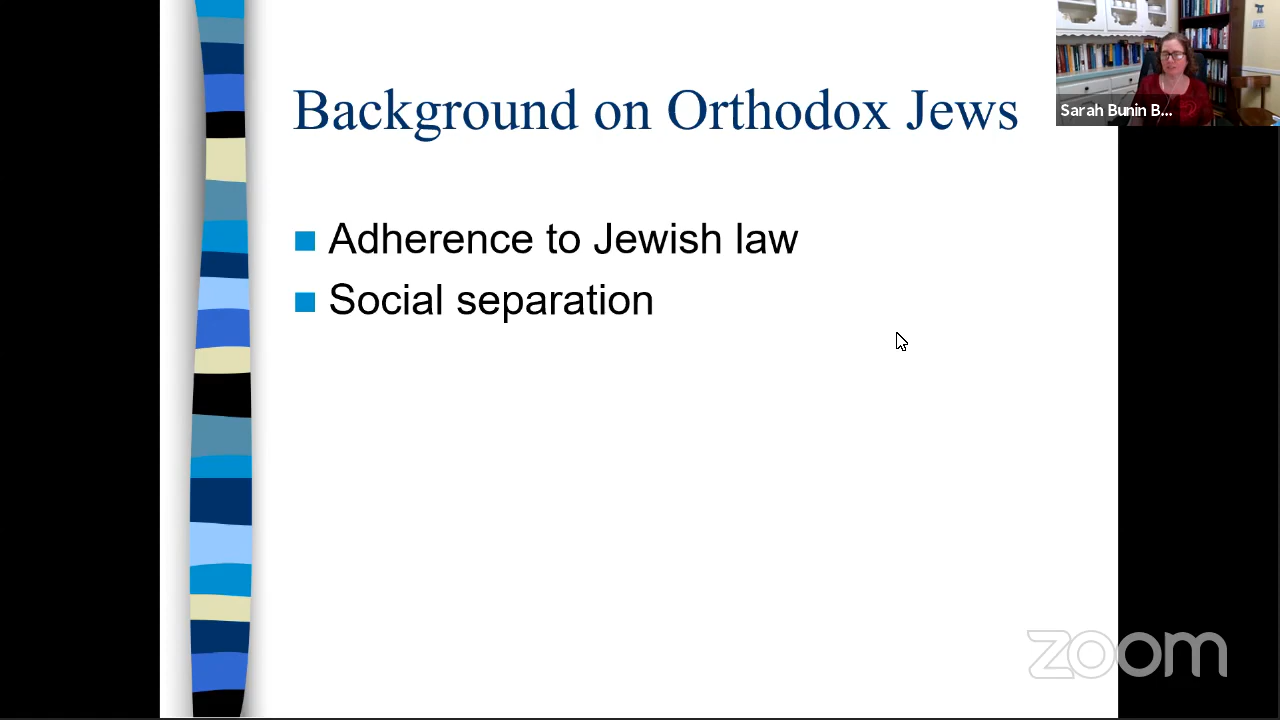 Background on Orthodox Jews
Sarah Bunin B...
Adherence to Jewish law
Social separation
zoom